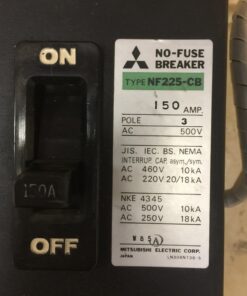 ON
150A
OFF
NO-FUSE
BREAKER
TYPE NF225-CB
150 AMP.
POLE 3
AC 500V
JIS. IEC. BS. NEMA
INTERRUP. CAP. asym./sym.
AC 460V 10kA
AC 220V 20/18kA
NKE 4345
AC 500V 10kA
AC 250V 18kA
W85A
MITSUBISHI ELECTRIC CORP.
JAPAN